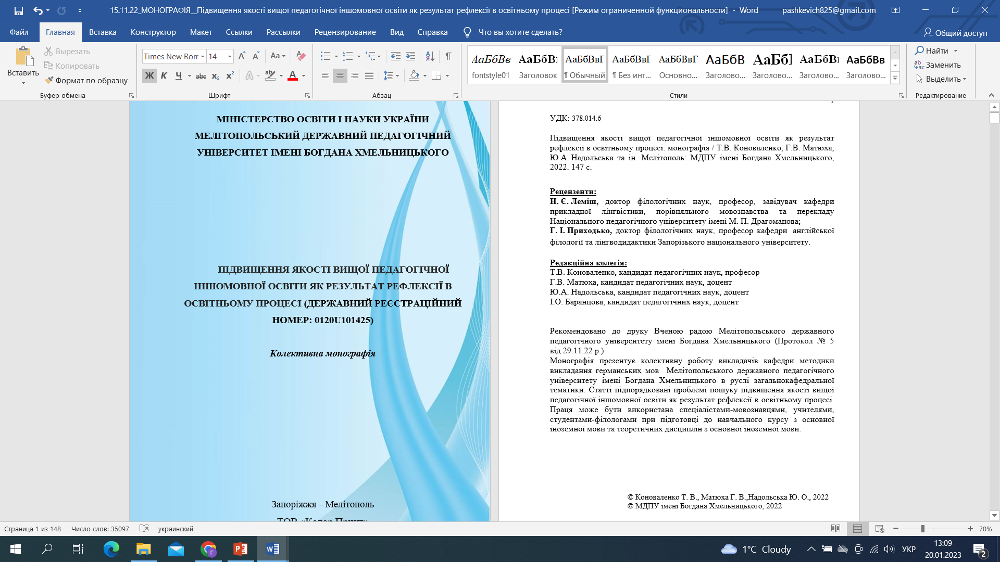 15.11.22_МОНОГРАФІЯ__Підвищення якості вищої педагогічної іншомовної освіти як результат рефлексії в освітньому процесі [Режим ограниченной функциональности] - Word
pashkevich825@gmail.com
Файл Главная Вставка Конструктор Макет Ссылки Рассылки Рецензирование Вид Справка Что вы хотите сделать? Общий доступ
Вставить
Вырезать
Копировать
Формат по образцу
Буфер обмена
Times New Ron 14
Ж К Ч
Шрифт
Абзац
АаБбВв АаБбВı АаБбВвГ АаБбВвГ АаБбВвГ АаБбВ АаБб] АаБбВı АаБбВв
fontstyle01 Заголовок ¶ Обычный ¶ Без инт... Основно... Заголово... Заголово... Заголово... Заголово...
Стили
Найти
Заменить
Выделить
Редактирование
МІНІСТЕРСТВО ОСВІТИ І НАУКИ УКРАЇНИ
МЕЛІТОПОЛЬСЬКИЙ ДЕРЖАВНИЙ ПЕДАГОГІЧНИЙ
УНІВЕРСИТЕТ ІМЕНІ БОГДАНА ХМЕЛЬНИЦЬКОГО
ПІДВИЩЕННЯ ЯКОСТІ ВИЩОЇ ПЕДАГОГІЧНОЇ
ІНШОМОВНОЇ ОСВІТИ ЯК РЕЗУЛЬТАТ РЕФЛЕКСІЇ В
ОСВІТНЬОМУ ПРОЦЕСІ (ДЕРЖАВНИЙ РЕЄСТРАЦІЙНИЙ
НОМЕР: 0120U101425)
Колективна монографія
Запоріжжя – Мелітополь
ТОВ «Колор Принт»
УДК: 378.014.6
Підвищення якості вищої педагогічної іншомовної освіти як результат
рефлексії в освітньому процесі: монографія / Т.В. Коноваленко, Г.В. Матюха,
Ю.А. Надольська та ін. Мелітополь: МДПУ імені Богдана Хмельницького,
2022. 147 с.
Рецензенти:
Н. Є. Леміш, доктор філологічних наук, професор, завідувач кафедри
прикладної лінгвістики, порівняльного мовознавства та перекладу
Національного педагогічного університету імені М. П. Драгоманова;
Г. І. Приходько, доктор філологічних наук, професор кафедри англійської
філології та лінгводидактики Запорізького національного університету.
Редакційна колегія:
Т.В. Коноваленко, кандидат педагогічних наук, професор
Г.В. Матюха, кандидат педагогічних наук, доцент
Ю.А. Надольська, кандидат педагогічних наук, доцент
І.О. Баранцова, кандидат педагогічних наук, доцент
Рекомендовано до друку Вченою радою Мелітопольського державного
педагогічного університету імені Богдана Хмельницького (Протокол № 5
від 29.11.22 р.)
Монографія презентує колективну роботу викладачів кафедри методики
викладання германських мов Мелітопольського державного педагогічного
університету імені Богдана Хмельницького в руслі загальнокафедральної
тематики. Статті підпорядковані проблемі пошуку підвищення якості вищої
педагогічної іншомовної освіти як результат рефлексії в освітньому процесі.
Праця може бути використана спеціалістами-мовознавцями, учителями,
студентами-філологами при підготовці до навчального курсу з основної
іноземної мови та теоретичних дисциплін з основної іноземної мови.
© Коноваленко Т. В., Матюха Г. В.,Надольська Ю. О., 2022
© МДПУ імені Богдана Хмельницького, 2022
Страница 1 из 148 Число слов: 35097 украинский 70%
1°C Cloudy УКР 13:09
20.01.2023
2